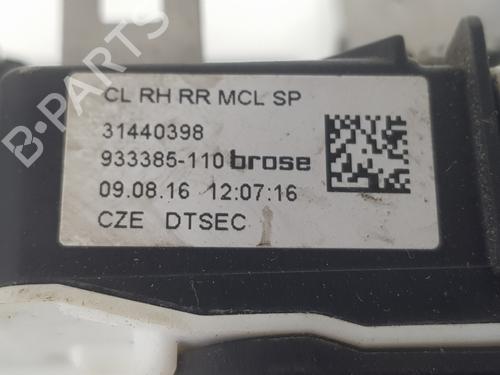 CL RH RR MCL SP
31440398
933385-110 brose
09.08.16 12:07:16
CZE DTSEC
B-PARTS